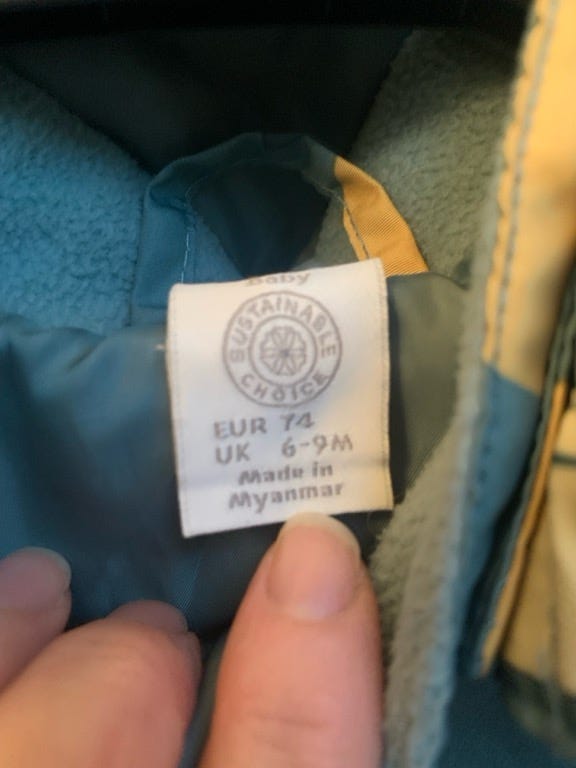 Baby
SUSTAINABLE
CHOICE
EUR 74
UK 6-9M
Made in
Myanmar